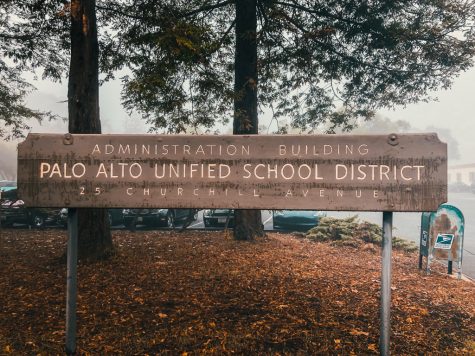 ADMINISTRATION BUILDING
PALO ALTO UNIFIED SCHOOL DISTRICT
25 CHURCHILL AVENUE